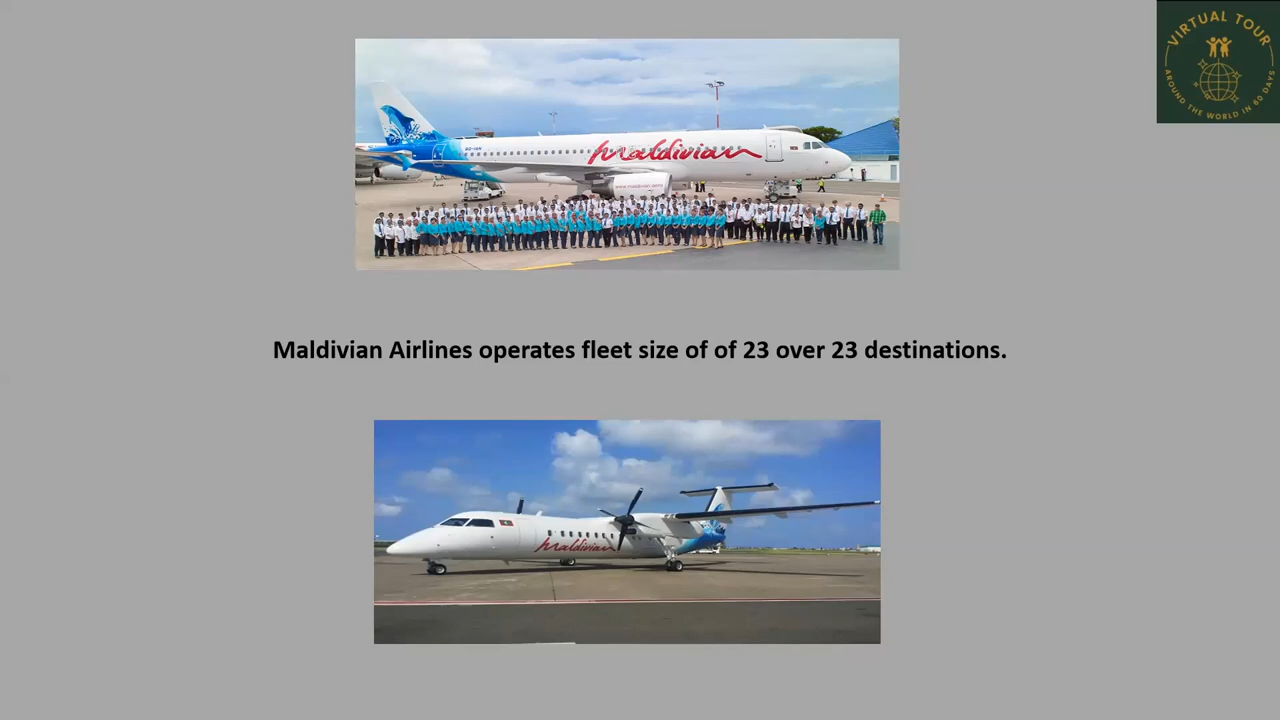 VIRTUAL TOUR
AROUND THE WORLD IN 80 DAYS
maldivian
Maldivian Airlines operates fleet size of of 23 over 23 destinations.
maldivian